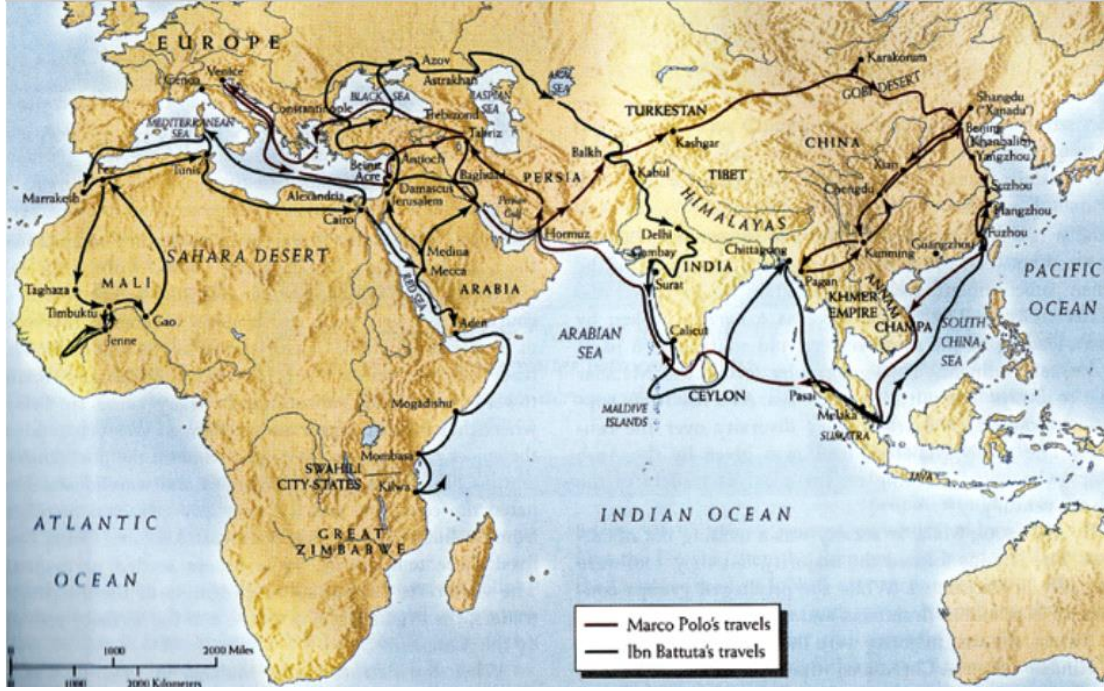 EUROPE
Genoa
Venice
Azov
Astrakhan
ARAL
SEA
Karakorum
GOBI DESERT
Shangdu
("Xanadu")
BLACK SEA
CASPIAN
SEA
Constantinople
Trebizond
TURKESTAN
Beijing
(Khanbalik)
MEDITERRANEAN
SEA
Tabriz
Kashgar
CHINA
Yangzhou
Balkh
Xian
Fez
Tunis
Antioch
Beirut
Acre
Baghdad
PERSIA
Kabul
TIBET
Chengdu
Suzhou
Marrakesh
Alexandria
Damascus
Jerusalem
Persian
Gulf
HIMALAYAS
Hangzhou
Cairo
Hormuz
Delhi
Fuzhou
SAHARA DESERT
Medina
Cambay
Chittagong
Kunming
Guangzhou
Mecca
INDIA
PACIFIC
OCEAN
MALI
RED SEA
ARABIA
Surat
Pagan
ANNAM
Taghaza
KHMER
EMPIRE
Timbuktu
Gao
Aden
CHAMPA
SOUTH
CHINA
SEA
Jenne
ARABIAN
SEA
Calicut
Mogadishu
MALDIVE
ISLANDS
CEYLON
Pasai
Melaka
SUMATRA
Mombasa
SWAHILI
CITY-STATES
Kilwa
JAVA
ATLANTIC
OCEAN
GREAT
ZIMBABWE
INDIAN OCEAN
Marco Polo's travels
Ibn Battuta's travels
0 1000 2000 Miles
0 1000 2000 Kilometers